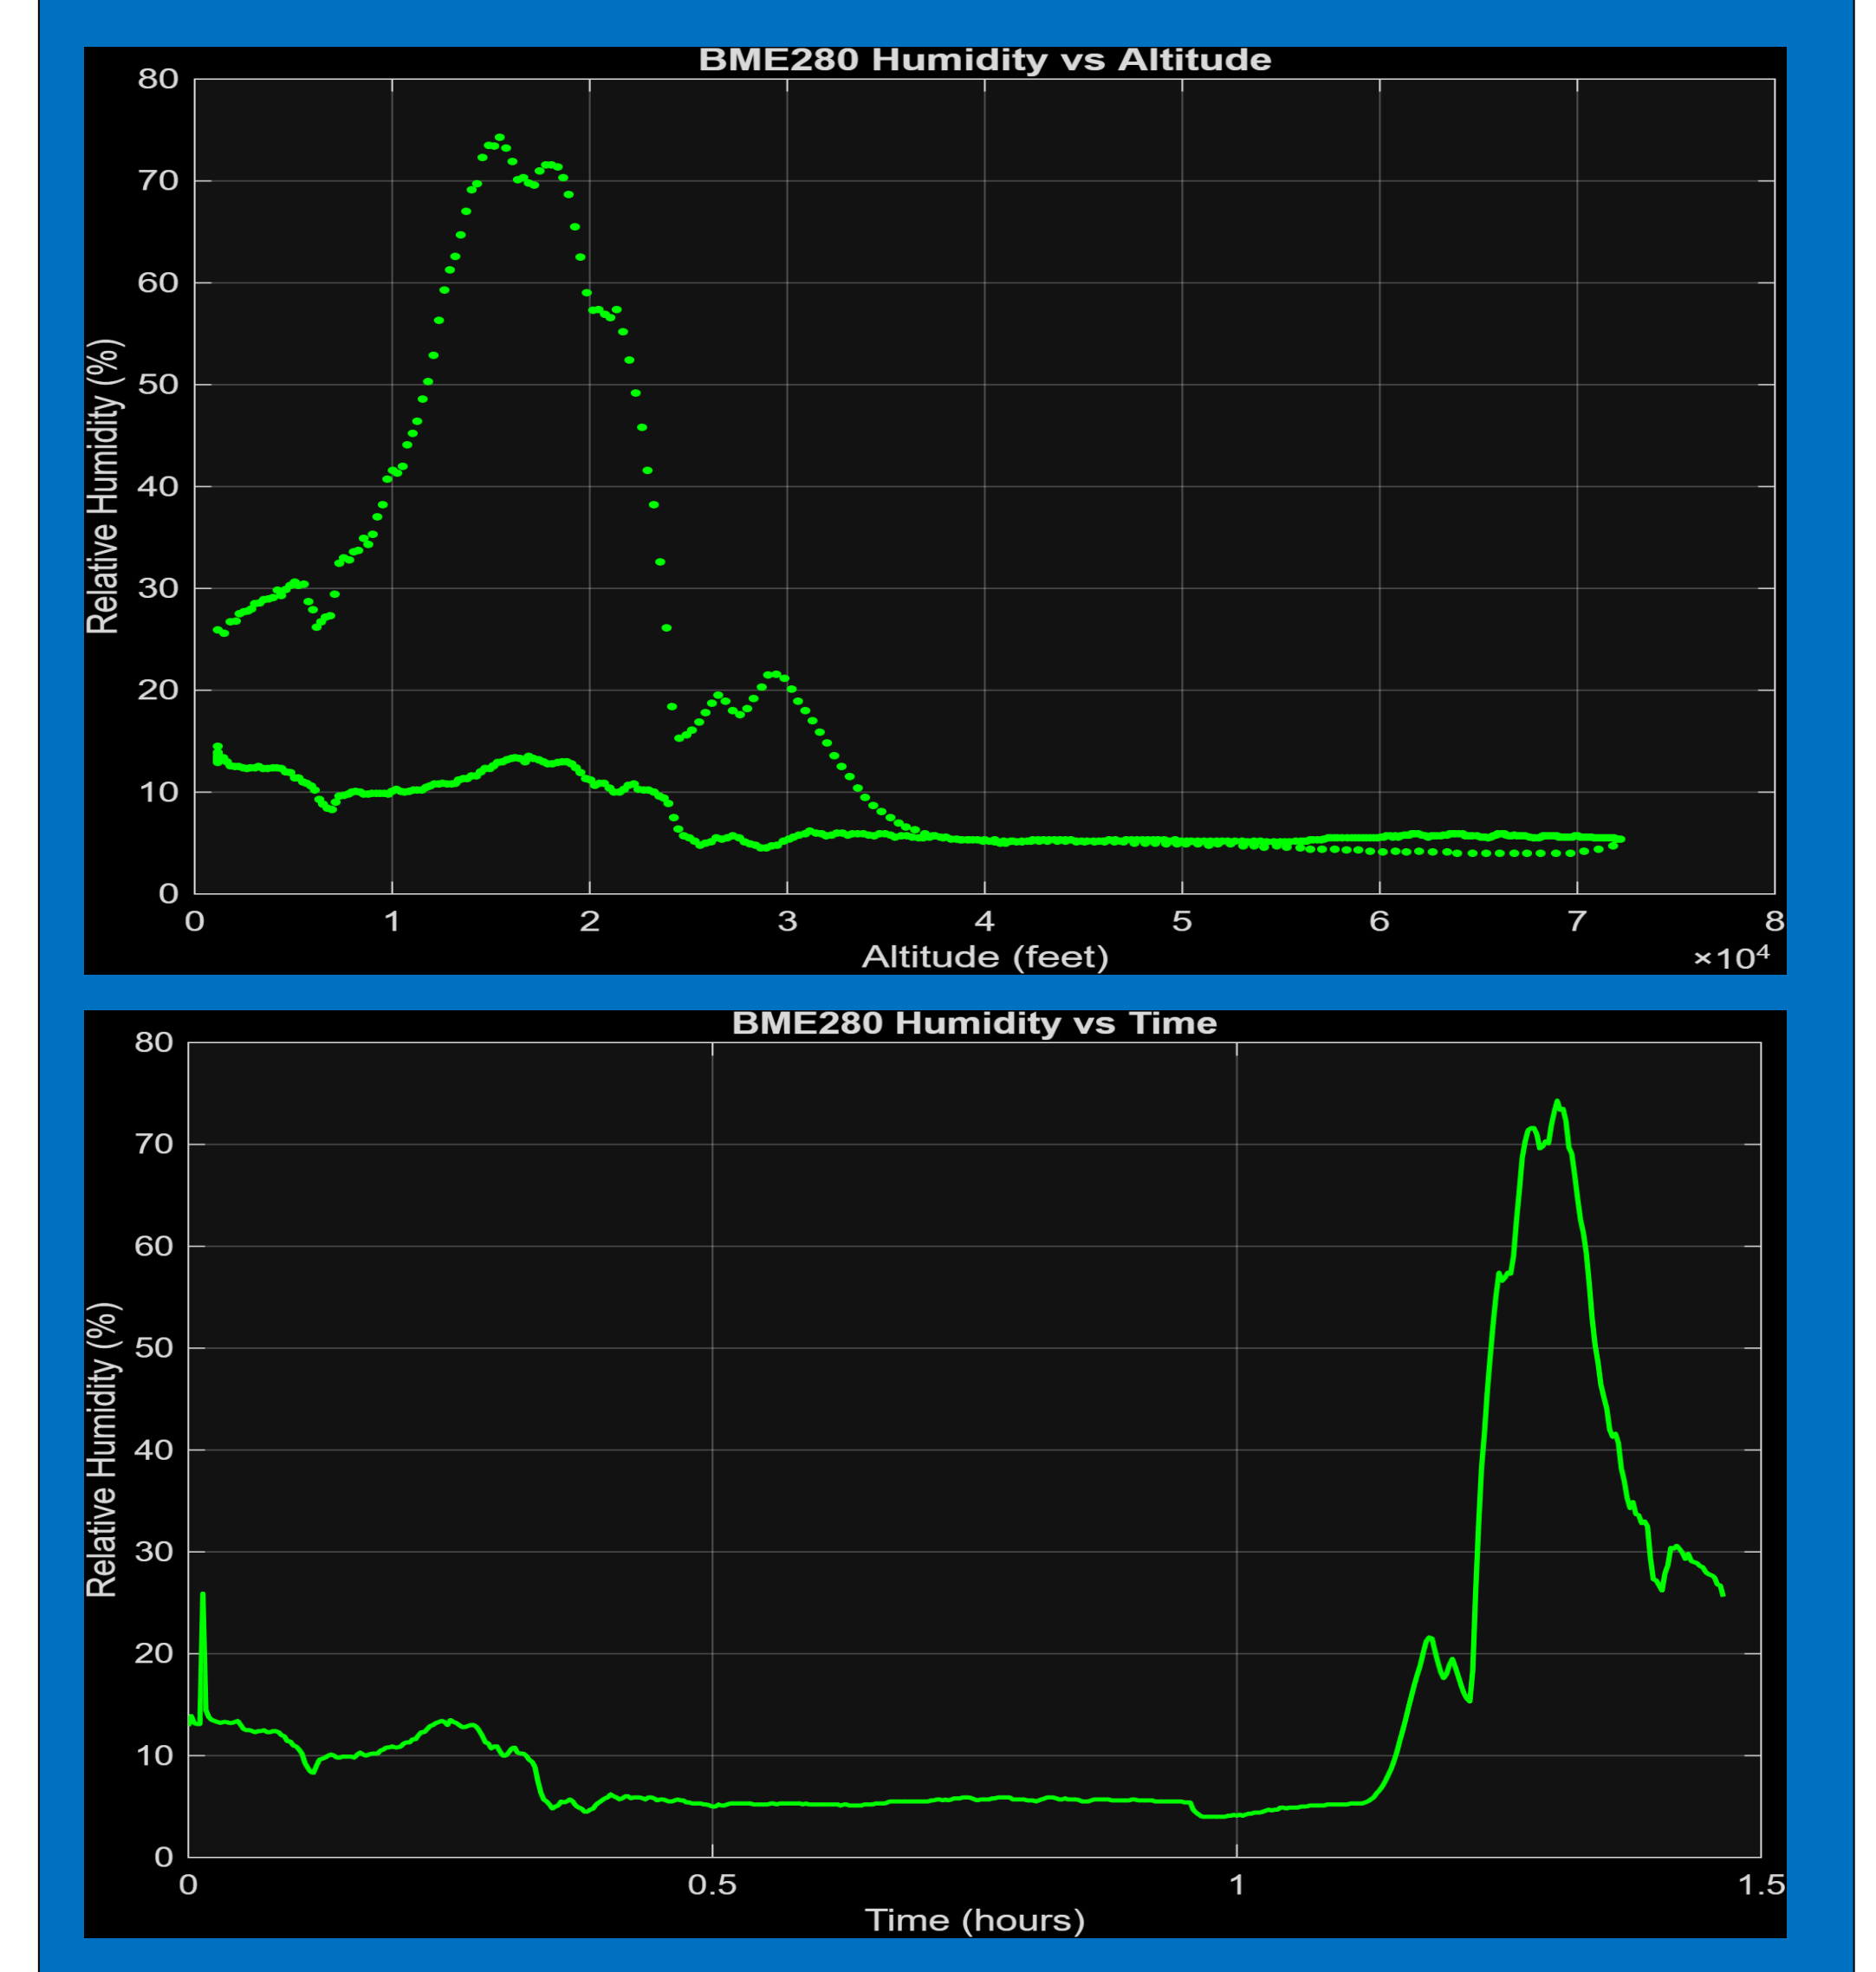 BME280 Humidity vs Altitude
80
70
60
50
40
30
20
10
0
Relative Humidity (%)
0 1 2 3 4 5 6 7 8
Altitude (feet)
×10⁴
BME280 Humidity vs Time
80
70
60
50
40
30
20
10
0
Relative Humidity (%)
0 0.5 1 1.5
Time (hours)